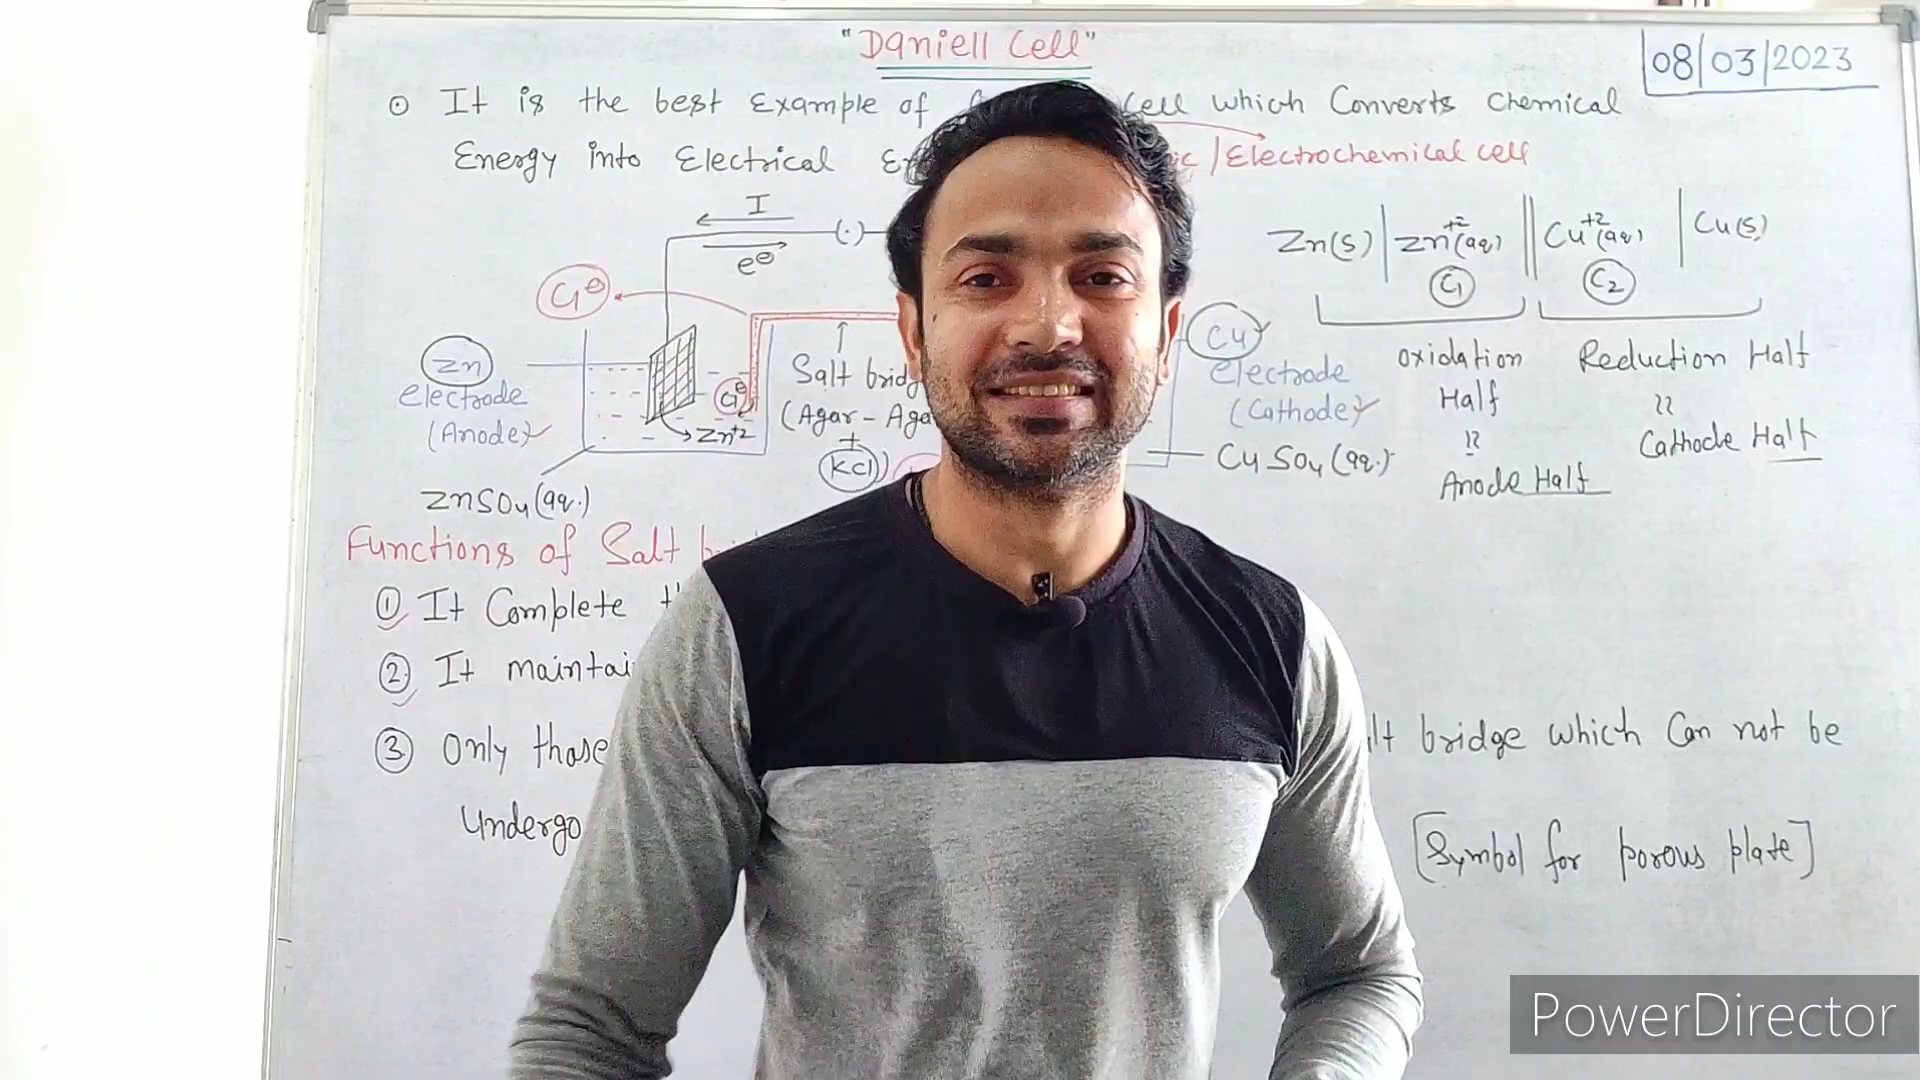 "Daniell Cell"
08/03/2023
⊙ It is the best Example of Cell which Converts Chemical
Energy into Electrical /Electrochemical cell
I
e⊖
Cl⊖
Zn
electrode
(Anode)
Cl⊖
Zn+2
Salt
(Agar-
+
KCl)
ZnSO4(aq.)
Cu
electrode
(Cathode)
CuSO4(aq.)
Zn(s) | Zn+2(aq) || Cu+2(aq) | Cu(s)
C1 C2
oxidation Half
Anode Half
Reduction Half
Cathode Half
Functions of Salt
① It Complete
② It
③ Only those bridge which Can not be
Undergo [Symbol for porous plate]
PowerDirector